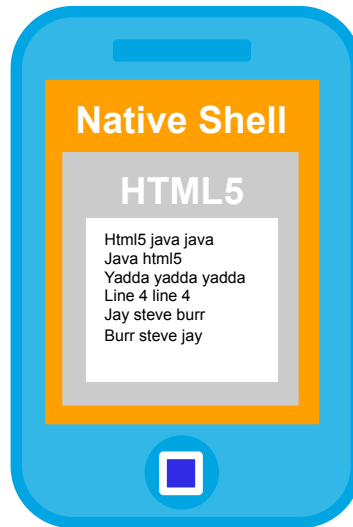 Native Shell
HTML5
Html5 java java
Java html5
Yadda yadda yadda
Line 4 line 4
Jay steve burr
Burr steve jay